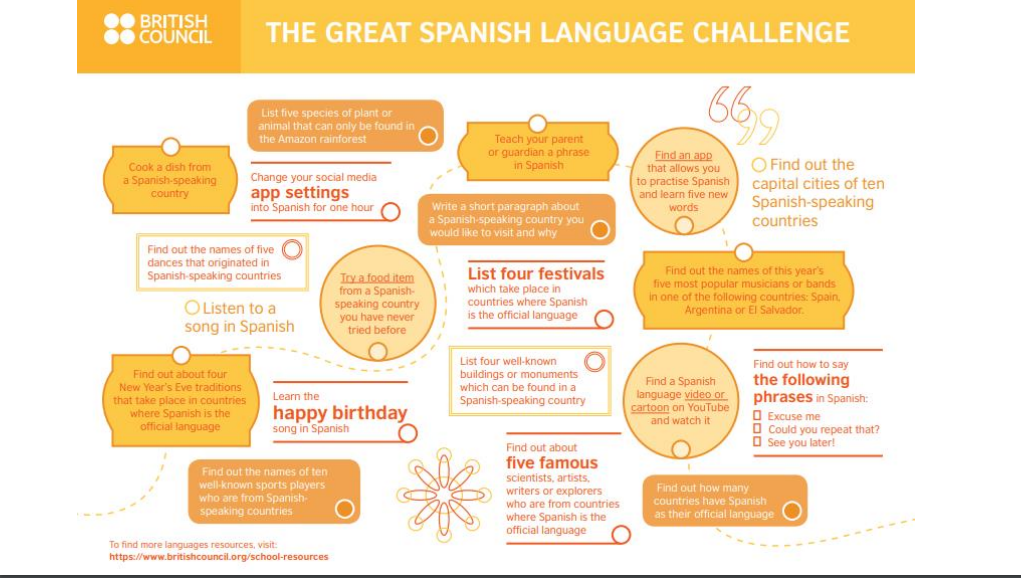 BRITISH
COUNCIL
THE GREAT SPANISH LANGUAGE CHALLENGE
List five species of plant or
animal that can only be found in
the Amazon rainforest
Cook a dish from
a Spanish-speaking
country
Change your social media
app settings
into Spanish for one hour
Teach your parent
or guardian a phrase
in Spanish
Find an app
that allows you
to practise Spanish
and learn five new
words
Find out the
capital cities of ten
Spanish-speaking
countries
Write a short paragraph about
a Spanish-speaking country you
would like to visit and why
Find out the names of five
dances that originated in
Spanish-speaking countries
Try a food item
from a Spanish-
speaking country
you have never
tried before
List four festivals
which take place in
countries where Spanish
is the official language
Find out the names of this year's
five most popular musicians or bands
in one of the following countries: Spain,
Argentina or El Salvador.
Listen to a
song in Spanish
Find out about four
New Year's Eve traditions
that take place in countries
where Spanish is the
official language
Learn the
happy birthday
song in Spanish
List four well-known
buildings or monuments
which can be found in a
Spanish-speaking country
Find a Spanish
language video or
cartoon on YouTube
and watch it
Find out how to say
the following
phrases in Spanish:
Excuse me
Could you repeat that?
See you later!
Find out the names of ten
well-known sports players
who are from Spanish-
speaking countries
Find out about
five famous
scientists, artists,
writers or explorers
who are from countries
where Spanish is the
official language
Find out how many
countries have Spanish
as their official language
To find more languages resources, visit:
https://www.britishcouncil.org/school-resources